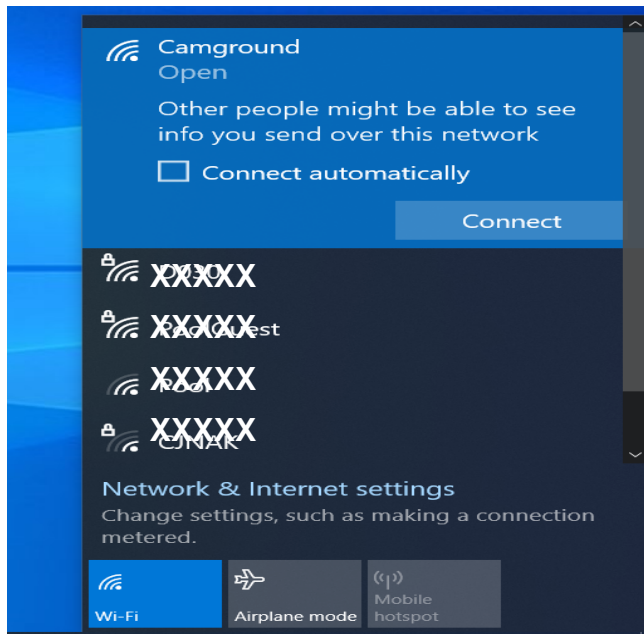 Camground
Open
Other people might be able to see
info you send over this network
Connect automatically
Connect
XXXXX
XXXXX
XXXXX
XXXXX
Network & Internet settings
Change settings, such as making a connection
metered.
Wi-Fi
Airplane mode
Mobile
hotspot